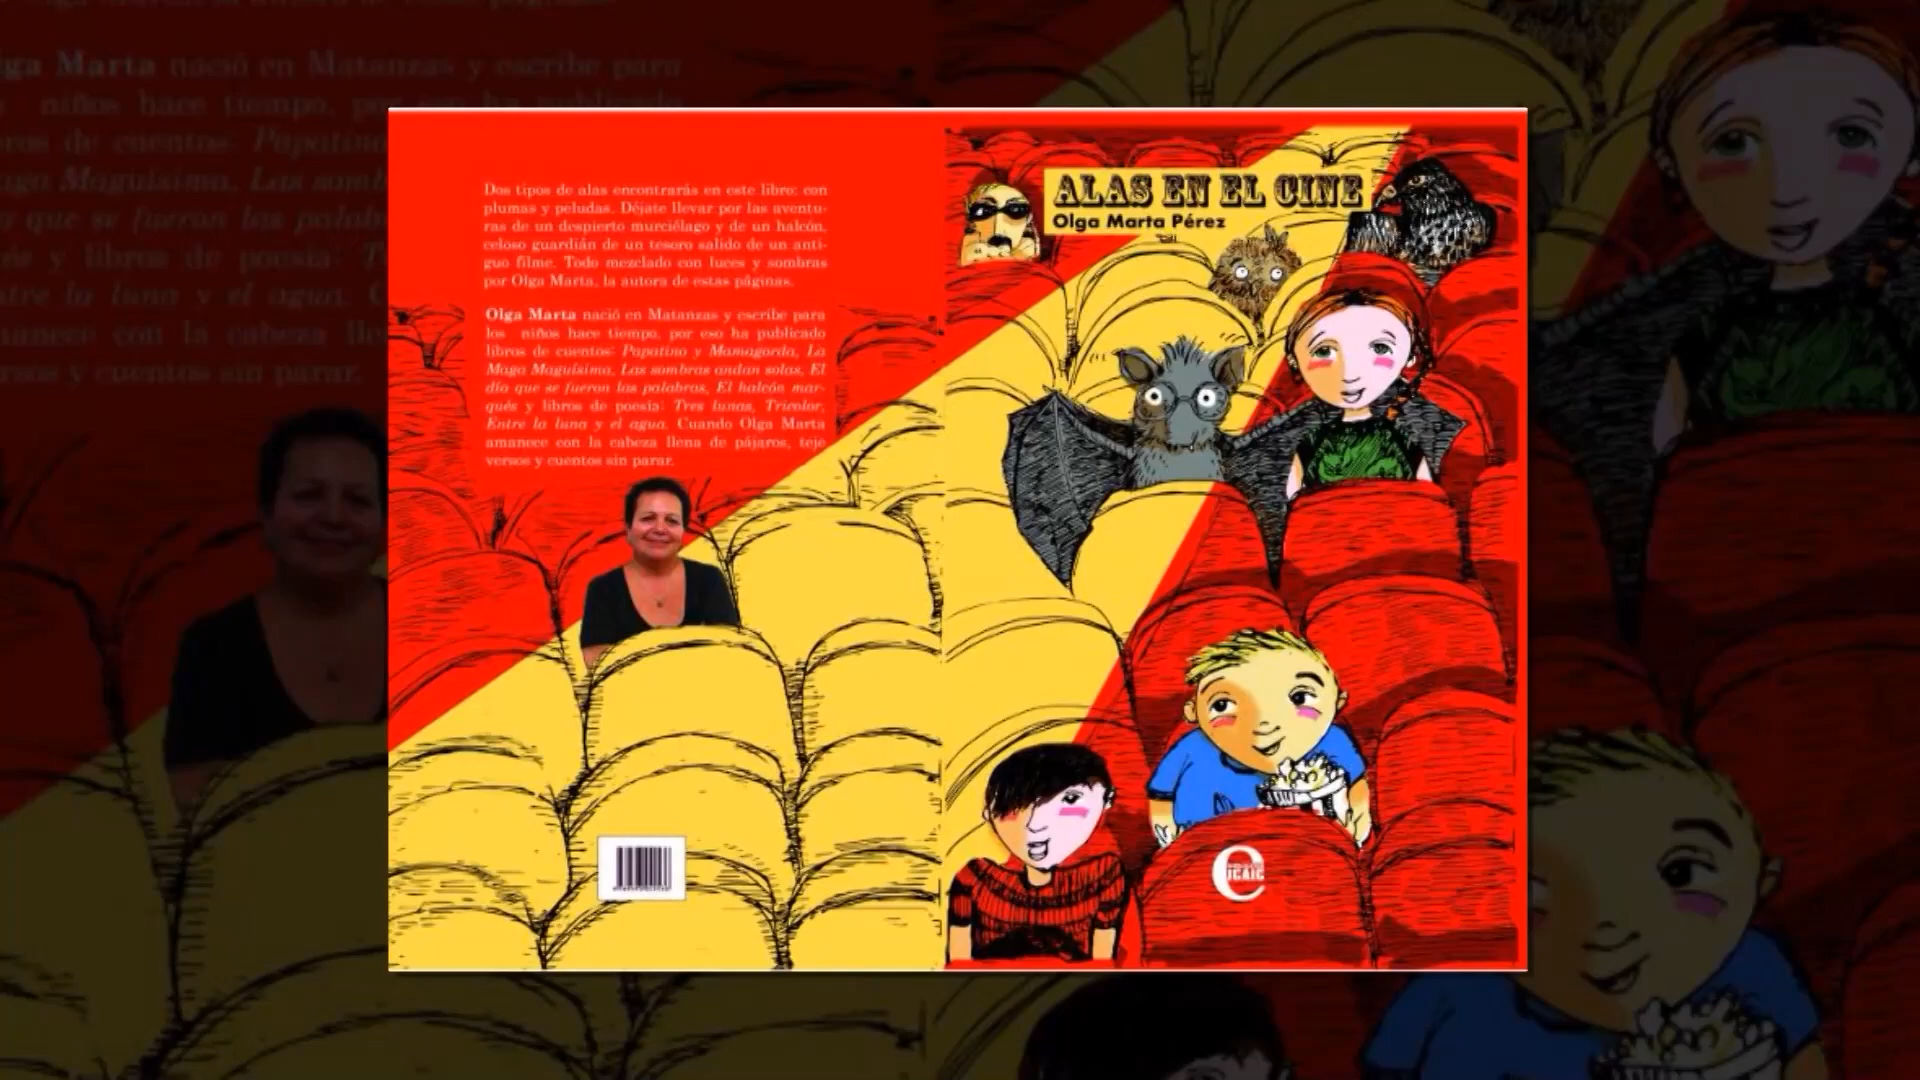 Dos tipos de alas encontrarás en este libro: con
plumas y peludas. Déjate llevar por las aventu-
ras de un despierto murciélago y de un halcón,
celoso guardián de un tesoro salido de un anti-
guo filme. Todo mezclado con luces y sombras
por Olga Marta, la autora de estas páginas.
Olga Marta nació en Matanzas y escribe para
los niños hace tiempo, por eso ha publicado
libros de cuentos: Papatino y Mamagorda, La
Maga Maguísima, Las sombras andan solas, El
día que se fueron las palabras, El halcón mar-
qués y libros de poesía: Tres lunas, Tricolor,
Entre la luna y el agua. Cuando Olga Marta
amanece con la cabeza llena de pájaros, teje
versos y cuentos sin parar.
ALAS EN EL CINE
Olga Marta Pérez
e
ICAIC